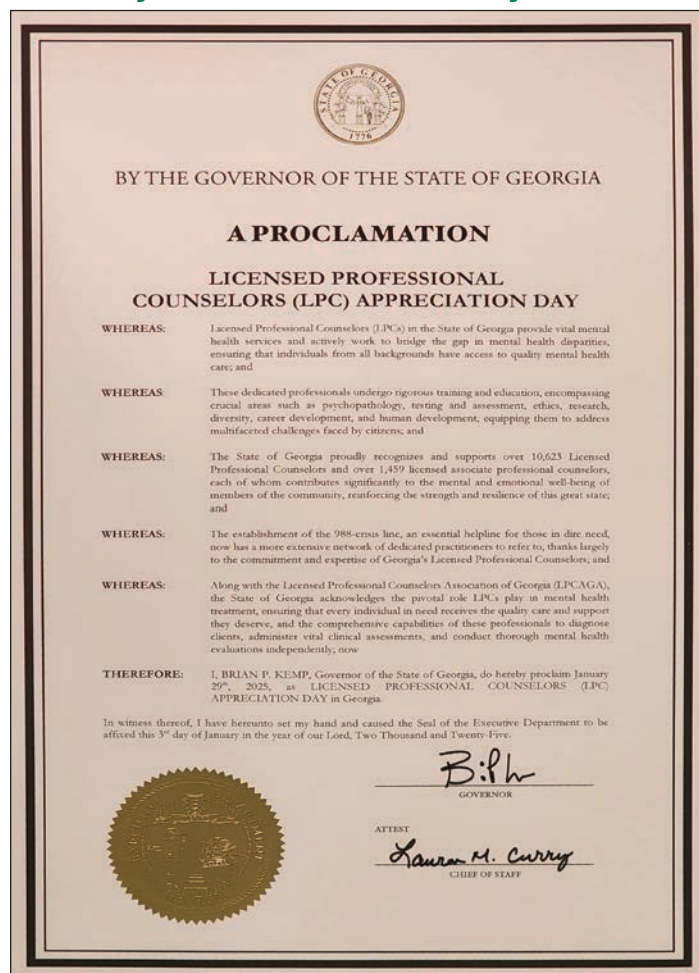 STATE OF GEORGIA
1776
BY THE GOVERNOR OF THE STATE OF GEORGIA
A PROCLAMATION
LICENSED PROFESSIONAL
COUNSELORS (LPC) APPRECIATION DAY
WHEREAS: Licensed Professional Counselors (LPCs) in the State of Georgia provide vital mental
health services and actively work to bridge the gap in mental health disparities,
ensuring that individuals from all backgrounds have access to quality mental health
care; and
WHEREAS: These dedicated professionals undergo rigorous training and education, encompassing
crucial areas such as psychopathology, testing and assessment, ethics, research,
diversity, career development, and human development, equipping them to address
multifaceted challenges faced by citizens; and
WHEREAS: The State of Georgia proudly recognizes and supports over 10,623 Licensed
Professional Counselors and over 1,459 licensed associate professional counselors,
each of whom contributes significantly to the mental and emotional well-being of
members of the community, reinforcing the strength and resilience of this great state;
and
WHEREAS: The establishment of the 988-crisis line, an essential helpline for those in dire need,
now has a more extensive network of dedicated practitioners to refer to, thanks largely
to the commitment and expertise of Georgia's Licensed Professional Counselors; and
WHEREAS: Along with the Licensed Professional Counselors Association of Georgia (LPCAGA),
the State of Georgia acknowledges the pivotal role LPCs play in mental health
treatment, ensuring that every individual in need receives the quality care and support
they deserve, and the comprehensive capabilities of these professionals to diagnose
clients, administer vital clinical assessments, and conduct thorough mental health
evaluations independently; now
THEREFORE: I, BRIAN P. KEMP, Governor of the State of Georgia, do hereby proclaim January
29th, 2025, as LICENSED PROFESSIONAL COUNSELORS (LPC)
APPRECIATION DAY in Georgia.
In witness thereof, I have hereunto set my hand and caused the Seal of the Executive Department to be
affixed this 3rd day of January in the year of our Lord, Two Thousand and Twenty-Five.
GOVERNOR
ATTEST
Lauren M. Curry
CHIEF OF STAFF